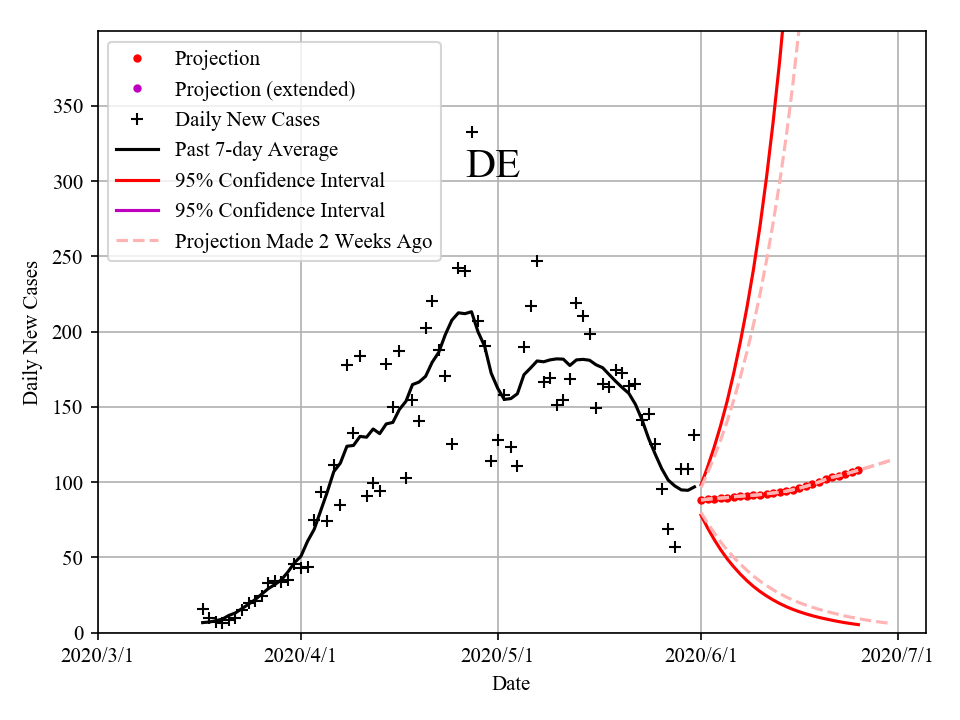 Projection
Projection (extended)
Daily New Cases
Past 7-day Average
95% Confidence Interval
95% Confidence Interval
Projection Made 2 Weeks Ago
DE
350
300
250
200
150
100
50
0
Daily New Cases
2020/3/1 2020/4/1 2020/5/1 2020/6/1 2020/7/1
Date